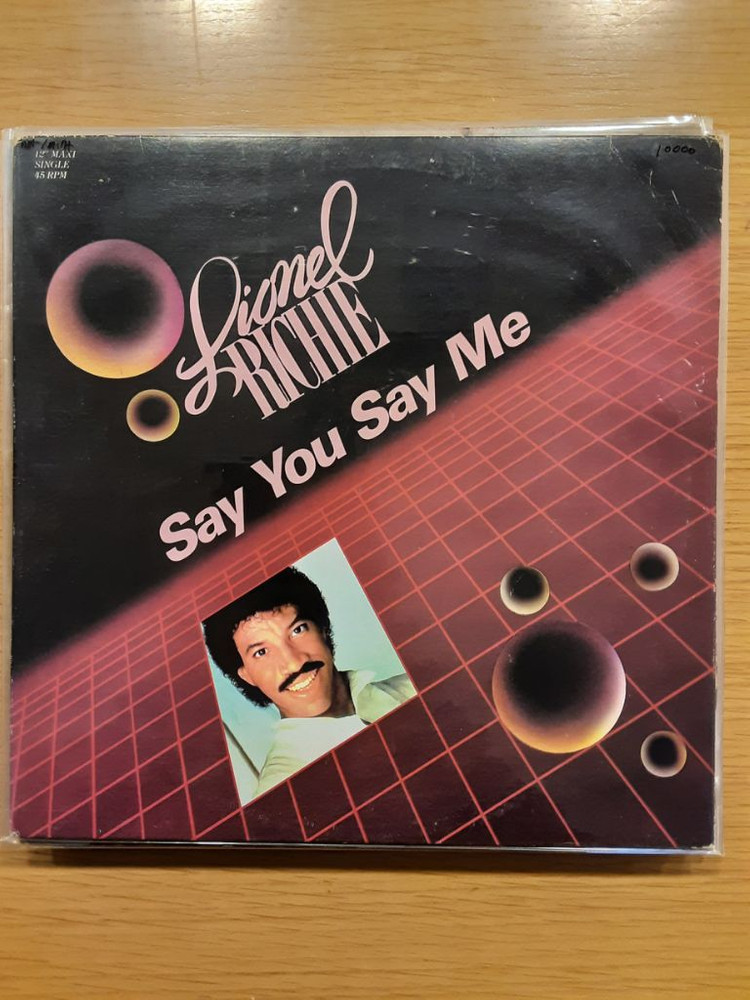 12" MAXI
SINGLE
45 RPM
10000
Lionel
RICHIE
Say You Say Me